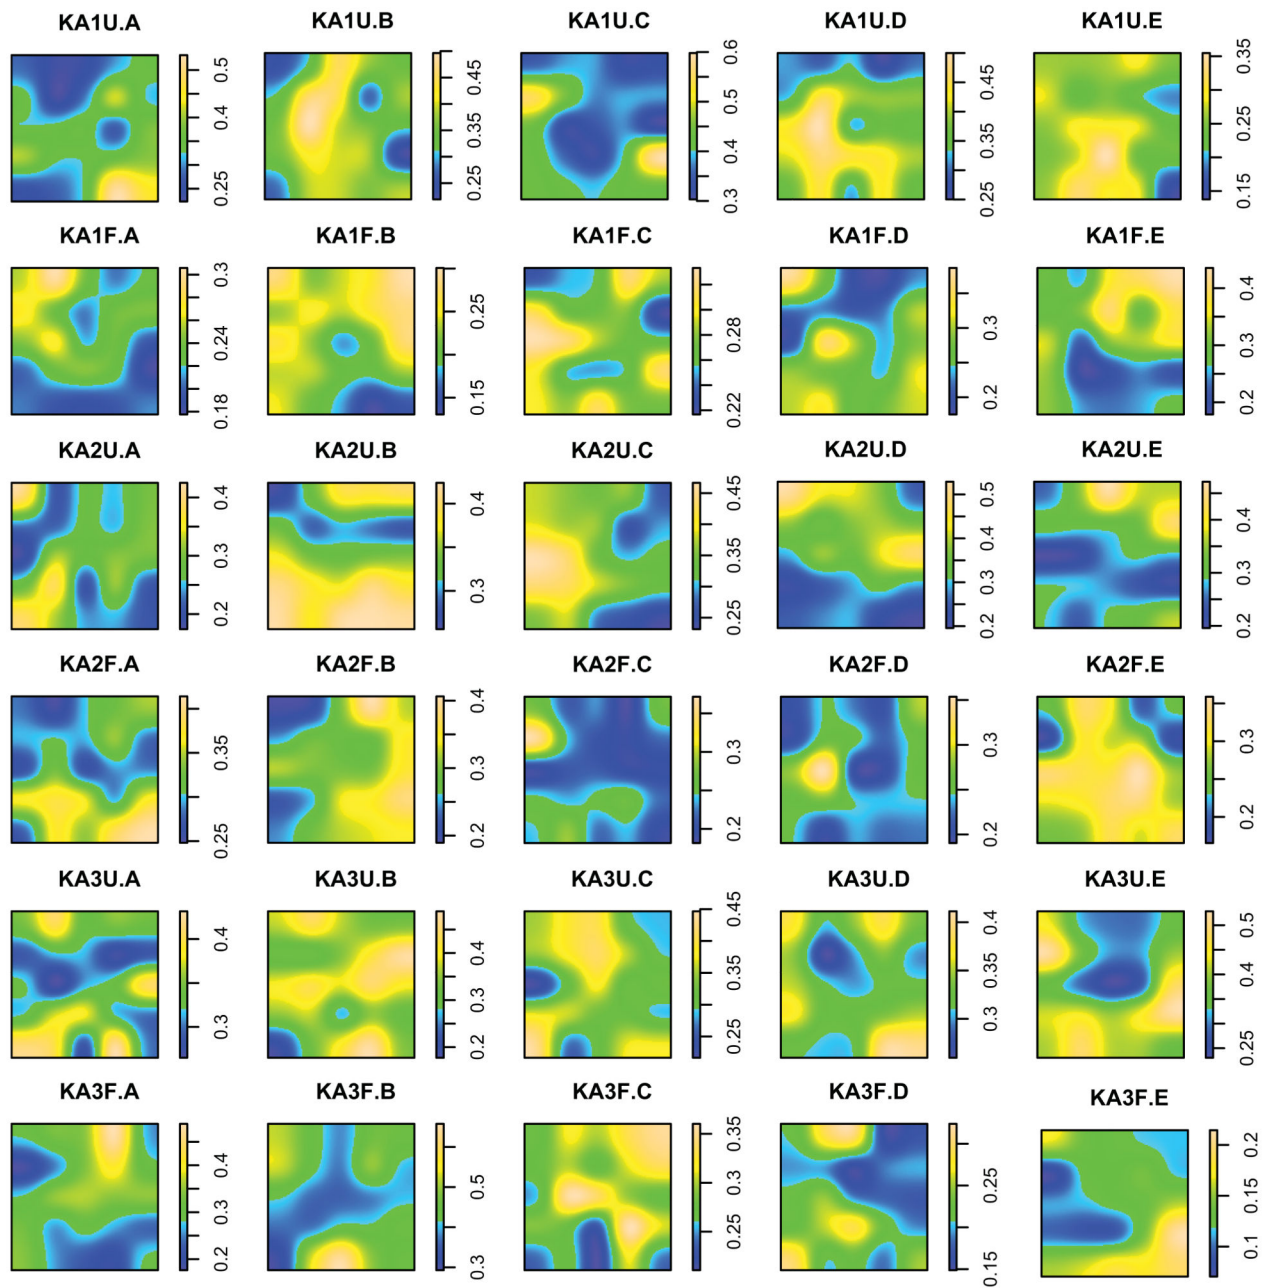 KA1U.A KA1U.B KA1U.C KA1U.D KA1U.E
0.5 0.4 0.25
0.45 0.35 0.25
0.6 0.5 0.4 0.3
0.45 0.35 0.25
0.35 0.25 0.15
KA1F.A KA1F.B KA1F.C KA1F.D KA1F.E
0.3 0.24 0.18
0.25 0.15
0.28 0.22
0.3 0.2
0.4 0.3 0.2
KA2U.A KA2U.B KA2U.C KA2U.D KA2U.E
0.4 0.3 0.2
0.4 0.3
0.45 0.35 0.25
0.5 0.4 0.3 0.2
0.4 0.3 0.2
KA2F.A KA2F.B KA2F.C KA2F.D KA2F.E
0.35 0.25
0.4 0.3 0.2
0.3 0.2
0.3 0.2
0.3 0.2
KA3U.A KA3U.B KA3U.C KA3U.D KA3U.E
0.4 0.3
0.4 0.3 0.2
0.45 0.35 0.25
0.4 0.35 0.3
0.5 0.4 0.25
KA3F.A KA3F.B KA3F.C KA3F.D KA3F.E
0.4 0.3 0.2
0.5 0.3
0.35 0.3 0.25
0.25 0.15
0.2 0.15 0.1